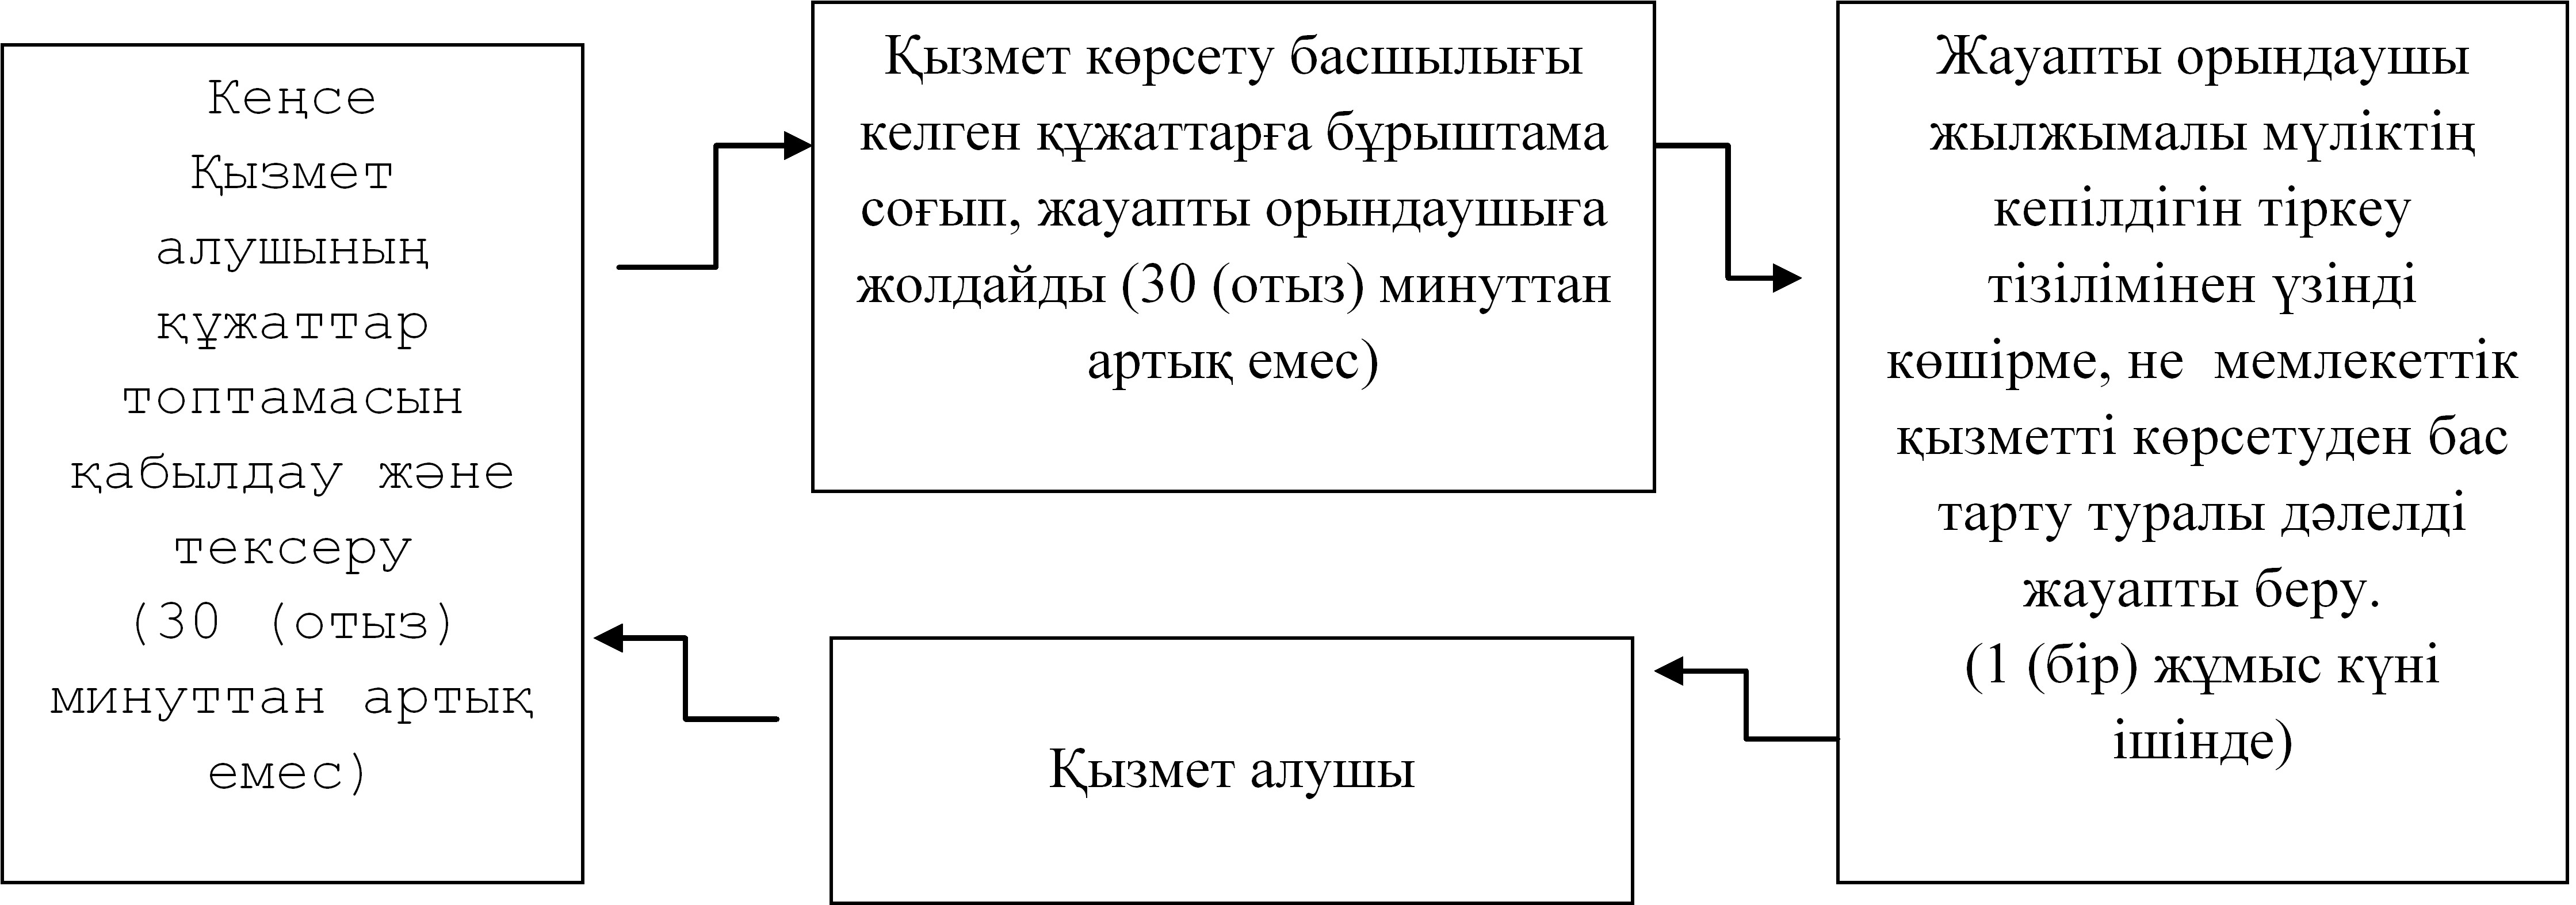 Кеңсе
Қызмет
алушының
құжаттар
топтамасын
қабылдау және
тексеру
(30 (отыз)
минуттан артық
емес)
Қызмет көрсету басшылығы
келген құжаттарға бұрыштама
соғып, жауапты орындаушыға
жолдайды (30 (отыз) минуттан
артық емес)
Жауапты орындаушы
жылжымалы мүліктің
кепілдігін тіркеу
тізілімінен үзінді
көшірме, не  мемлекеттік
қызметті көрсетуден бас
тарту туралы дәлелді
жауапты беру.
(1 (бір) жұмыс күні
ішінде)
Қызмет алушы